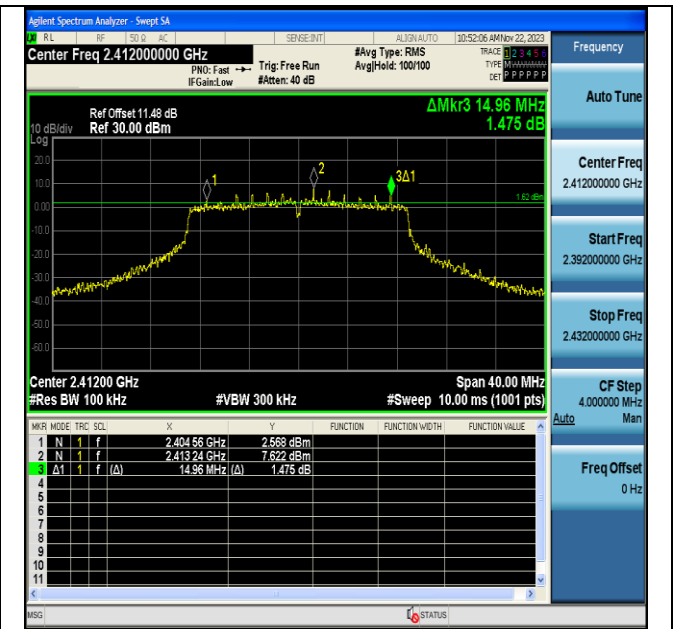 Agilent Spectrum Analyzer - Swept SA
LXI RL RF 50 Ω AC SENSE:INT ALIGN AUTO 10:52:06 AM Nov 22, 2023
Center Freq 2.412000000 GHz
PNO: Fast
IFGain:Low
Trig: Free Run
#Atten: 40 dB
#Avg Type: RMS
Avg|Hold: 100/100
TRACE 1 2 3 4 5 6
TYPE M
DET P P P P P P
Ref Offset 11.48 dB
10 dB/div Ref 30.00 dBm
Log
ΔMkr3 14.96 MHz
1.475 dB
20.0
10.0
0.00
-10.0
-20.0
-30.0
-40.0
-50.0
-60.0
1
2
3Δ1
1.62 dBm
Center 2.41200 GHz Span 40.00 MHz
#Res BW 100 kHz #VBW 300 kHz #Sweep 10.00 ms (1001 pts)
MKR MODE TRC SCL X Y FUNCTION FUNCTION WIDTH FUNCTION VALUE
1 N 1 f 2.404 56 GHz 2.568 dBm
2 N 1 f 2.413 24 GHz 7.622 dBm
3 Δ1 1 f (Δ) 14.96 MHz (Δ) 1.475 dB
4
5
6
7
8
9
10
11
MSG STATUS
Frequency
Auto Tune
Center Freq
2.412000000 GHz
Start Freq
2.392000000 GHz
Stop Freq
2.432000000 GHz
CF Step
4.000000 MHz
Auto Man
Freq Offset
0 Hz